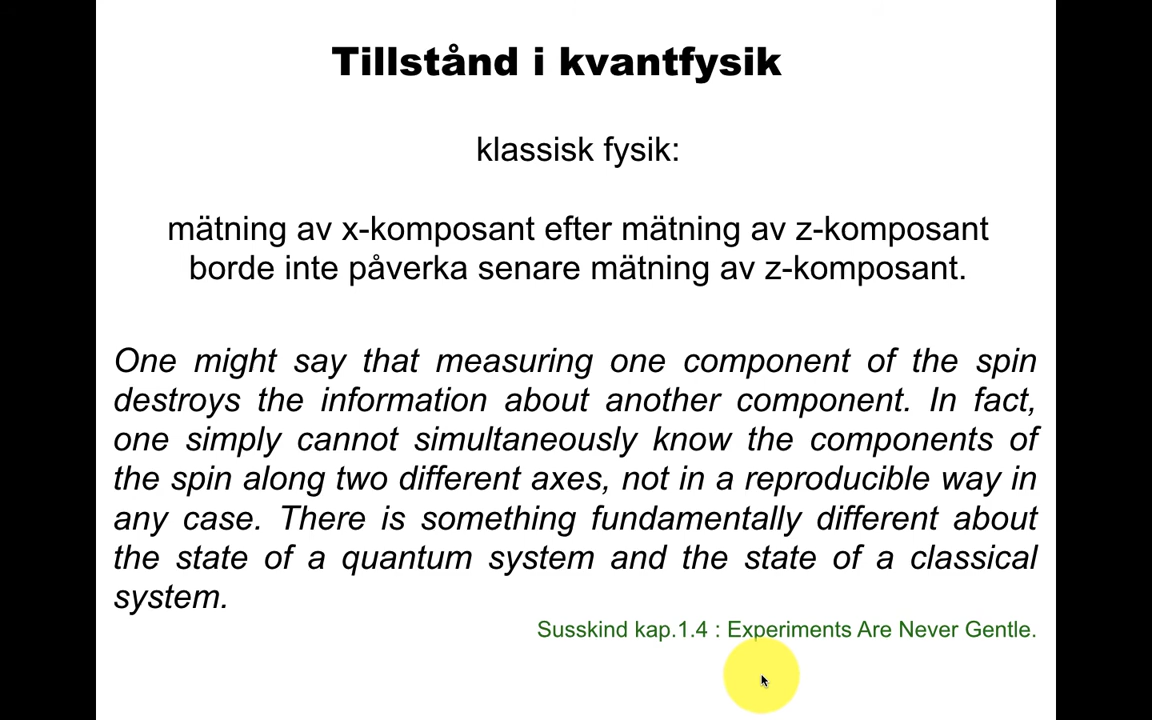 Tillstånd i kvantfysik
klassisk fysik:
mätning av x-komposant efter mätning av z-komposant
borde inte påverka senare mätning av z-komposant.
One might say that measuring one component of the spin
destroys the information about another component. In fact,
one simply cannot simultaneously know the components of
the spin along two different axes, not in a reproducible way in
any case. There is something fundamentally different about
the state of a quantum system and the state of a classical
system.
Susskind kap.1.4 : Experiments Are Never Gentle.